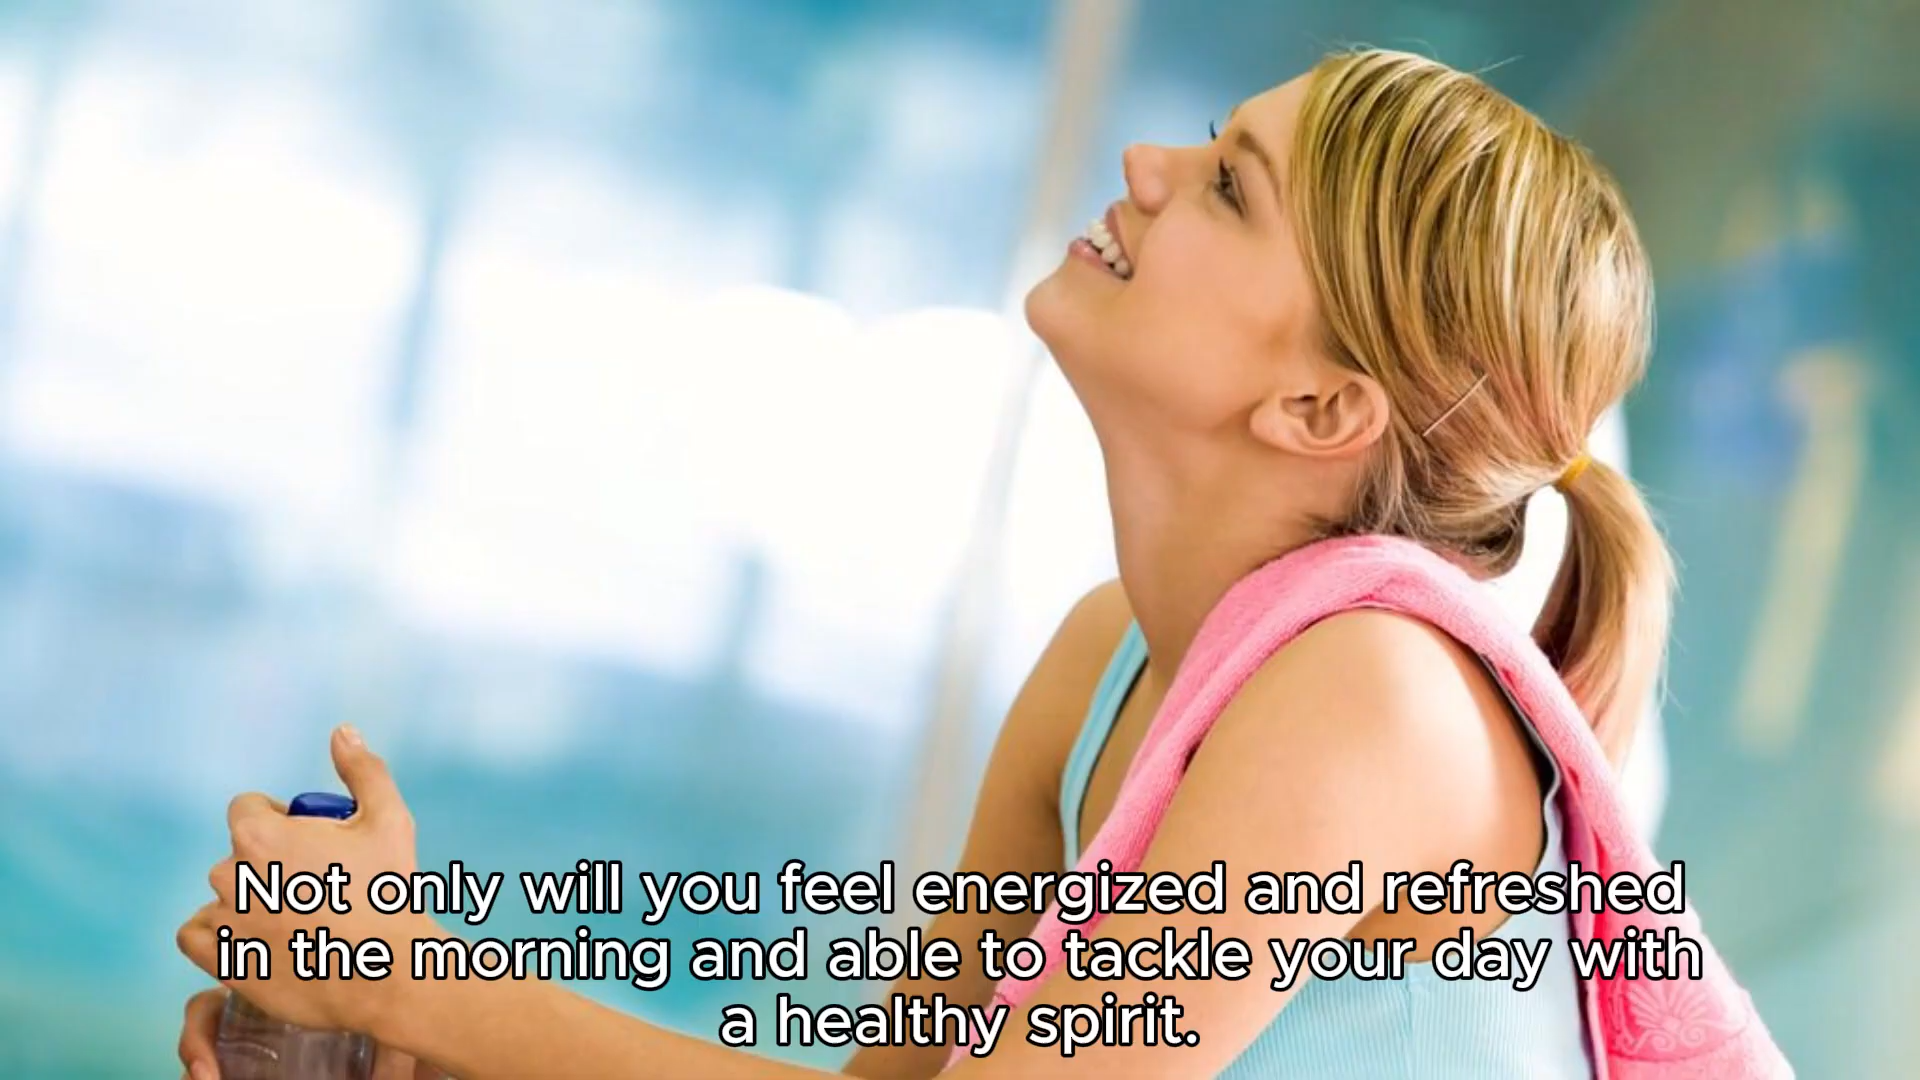 Not only will you feel energized and refreshed
in the morning and able to tackle your day with
a healthy spirit.